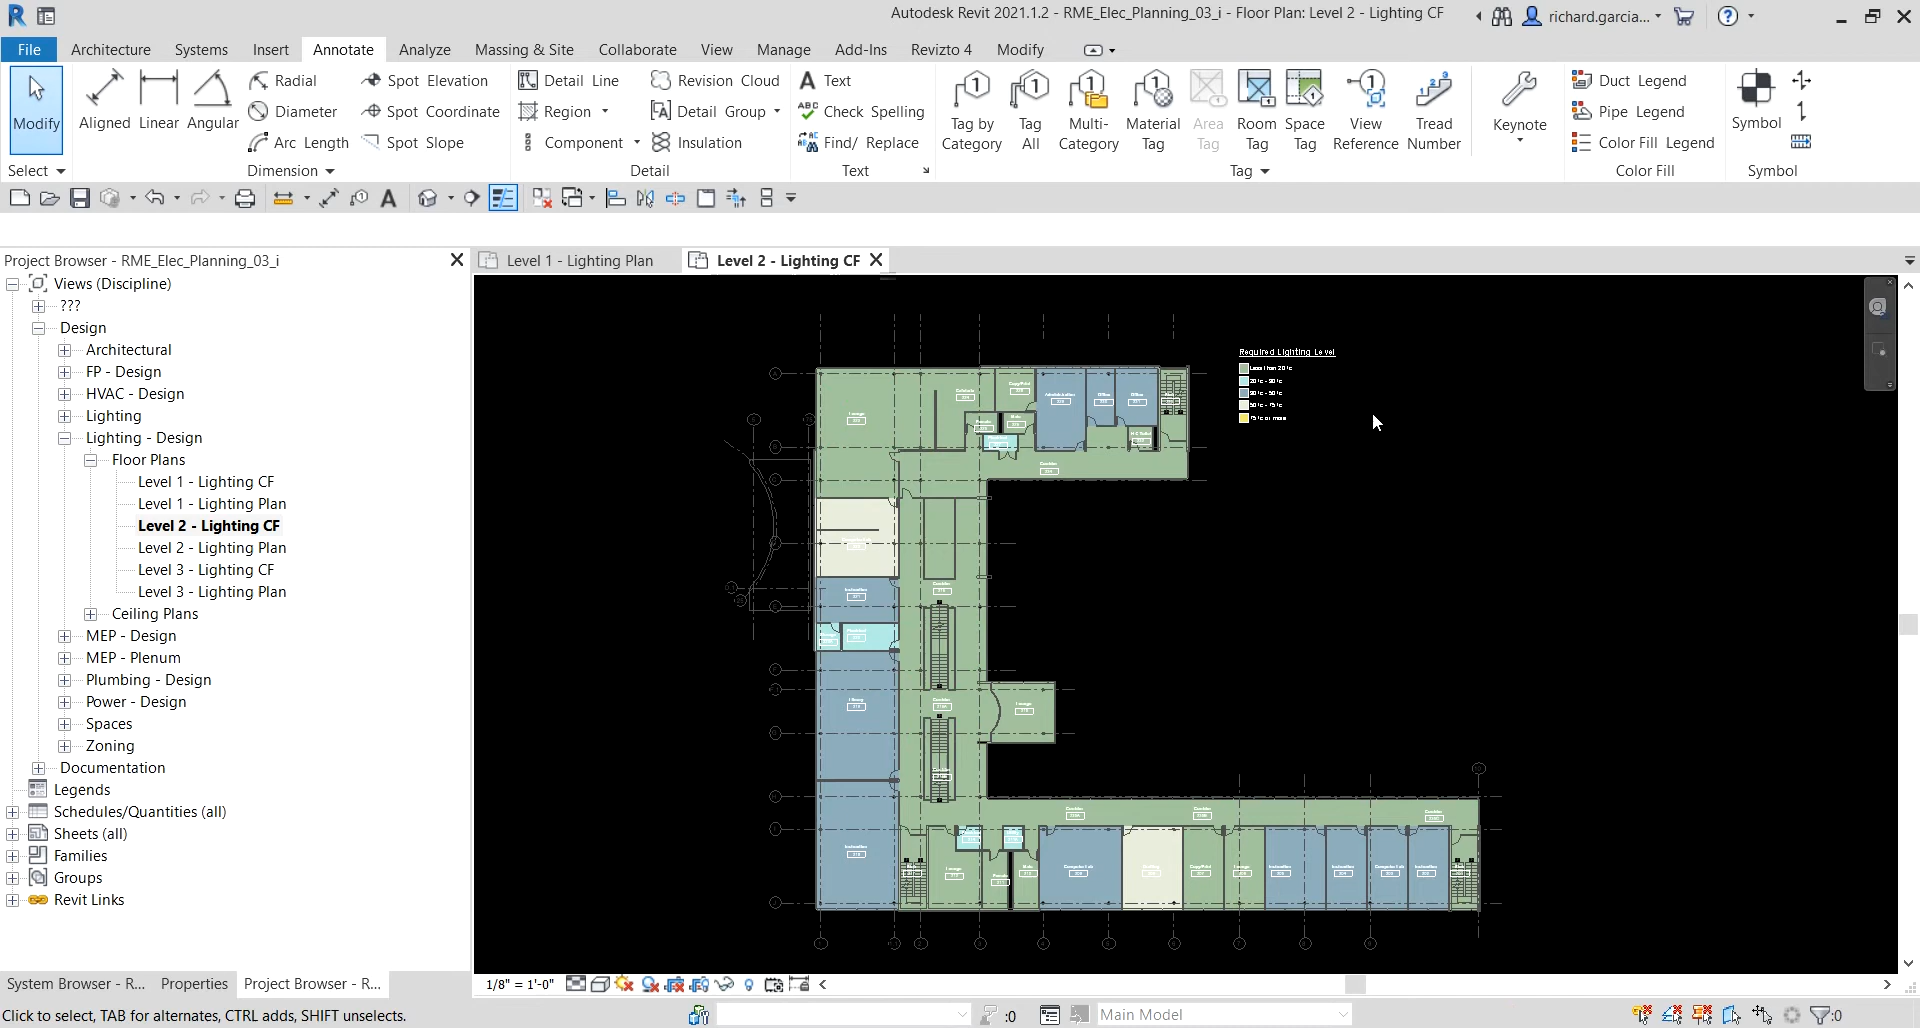 Autodesk Revit 2021.1.2 - RME_Elec_Planning_03_i - Floor Plan: Level 2 - Lighting CF
richard.garcia...
File Architecture Systems Insert Annotate Analyze Massing & Site Collaborate View Manage Add-Ins Revizto 4 Modify
Modify
Aligned
Linear
Angular
Radial
Diameter
Arc Length
Spot Elevation
Spot Coordinate
Spot Slope
Detail Line
Region
Component
Revision Cloud
Detail Group
Insulation
Text
Check Spelling
Find/ Replace
Tag by
Category
Tag
All
Multi-
Category
Material
Tag
Area
Tag
Room
Tag
Space
Tag
View
Reference
Tread
Number
Keynote
Duct Legend
Pipe Legend
Color Fill Legend
Symbol
Select Dimension Detail Text Tag Color Fill Symbol
Project Browser - RME_Elec_Planning_03_i
Level 1 - Lighting Plan
Level 2 - Lighting CF
Views (Discipline)
???
Design
Architectural
FP - Design
HVAC - Design
Lighting
Lighting - Design
Floor Plans
Level 1 - Lighting CF
Level 1 - Lighting Plan
Level 2 - Lighting CF
Level 2 - Lighting Plan
Level 3 - Lighting CF
Level 3 - Lighting Plan
Ceiling Plans
MEP - Design
MEP - Plenum
Plumbing - Design
Power - Design
Spaces
Zoning
Documentation
Legends
Schedules/Quantities (all)
Sheets (all)
Families
Groups
Revit Links
Required Lighting Level
System Browser - R... Properties Project Browser - R...
1/8" = 1'-0"
Click to select, TAB for alternates, CTRL adds, SHIFT unselects.
:0
Main Model
:0